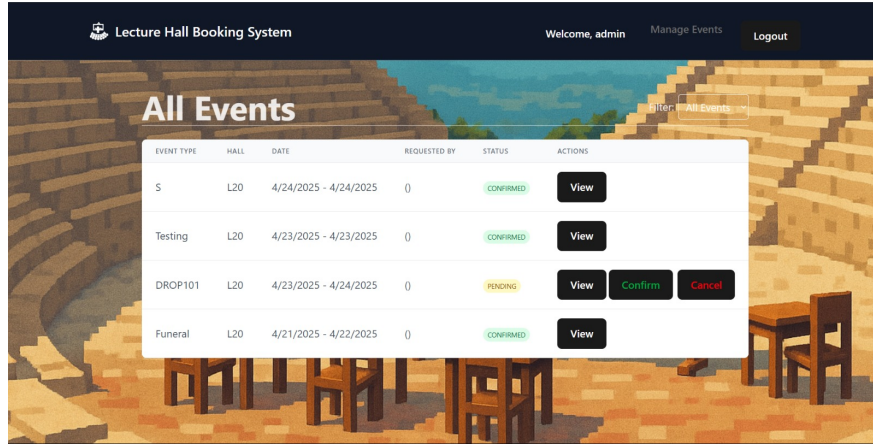 Lecture Hall Booking System
Welcome, admin
Manage Events
Logout
All Events
Filter: All Events
EVENT TYPE HALL DATE REQUESTED BY STATUS ACTIONS
S L20 4/24/2025 - 4/24/2025 () CONFIRMED View
Testing L20 4/23/2025 - 4/23/2025 () CONFIRMED View
DROP101 L20 4/23/2025 - 4/24/2025 () PENDING View Confirm Cancel
Funeral L20 4/21/2025 - 4/22/2025 () CONFIRMED View